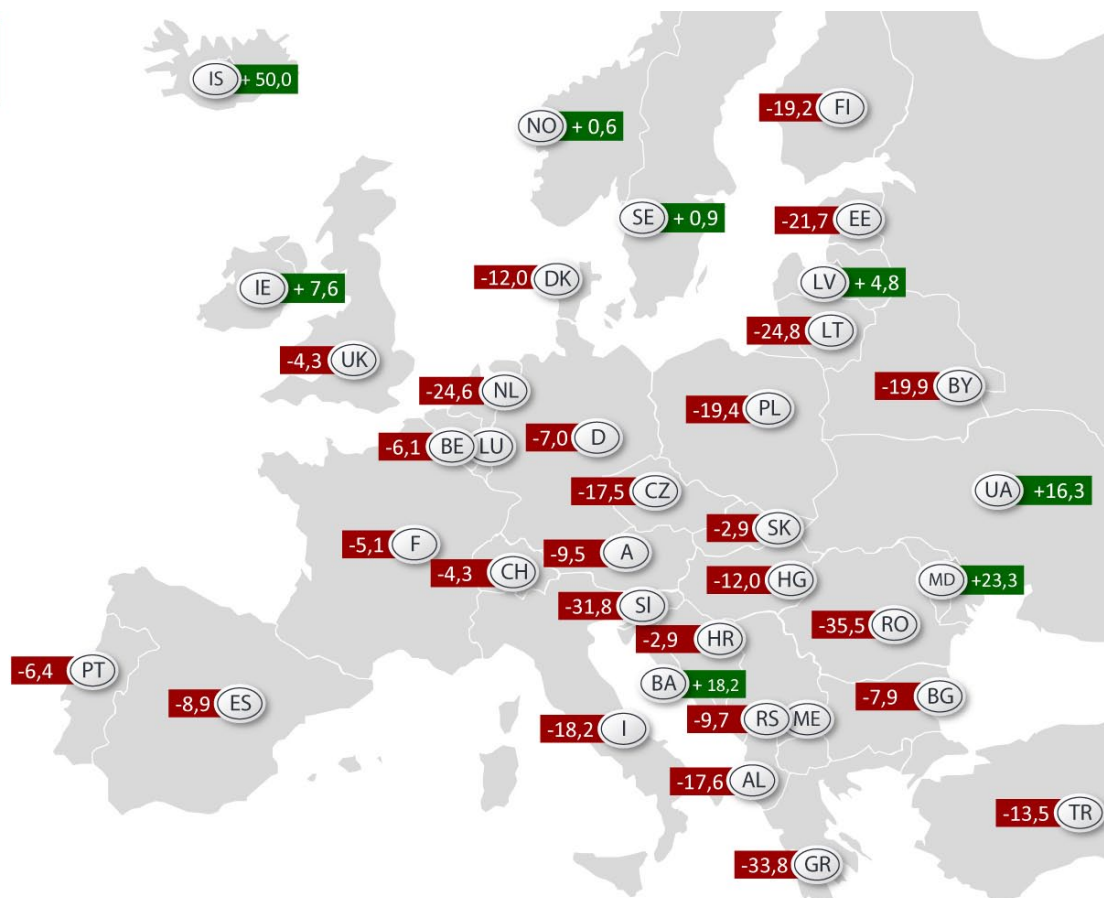 IS + 50,0
-19,2 FI
NO + 0,6
SE + 0,9
-21,7 EE
-12,0 DK
LV + 4,8
IE + 7,6
-24,8 LT
-4,3 UK
-24,6 NL
-19,9 BY
-19,4 PL
-6,1 BE LU
-7,0 D
-17,5 CZ
UA +16,3
-2,9 SK
-5,1 F
-9,5 A
-4,3 CH
-12,0 HG
MD +23,3
-31,8 SI
-35,5 RO
-2,9 HR
-6,4 PT
BA + 18,2
-8,9 ES
-7,9 BG
-9,7 RS ME
-18,2 I
-17,6 AL
-13,5 TR
-33,8 GR